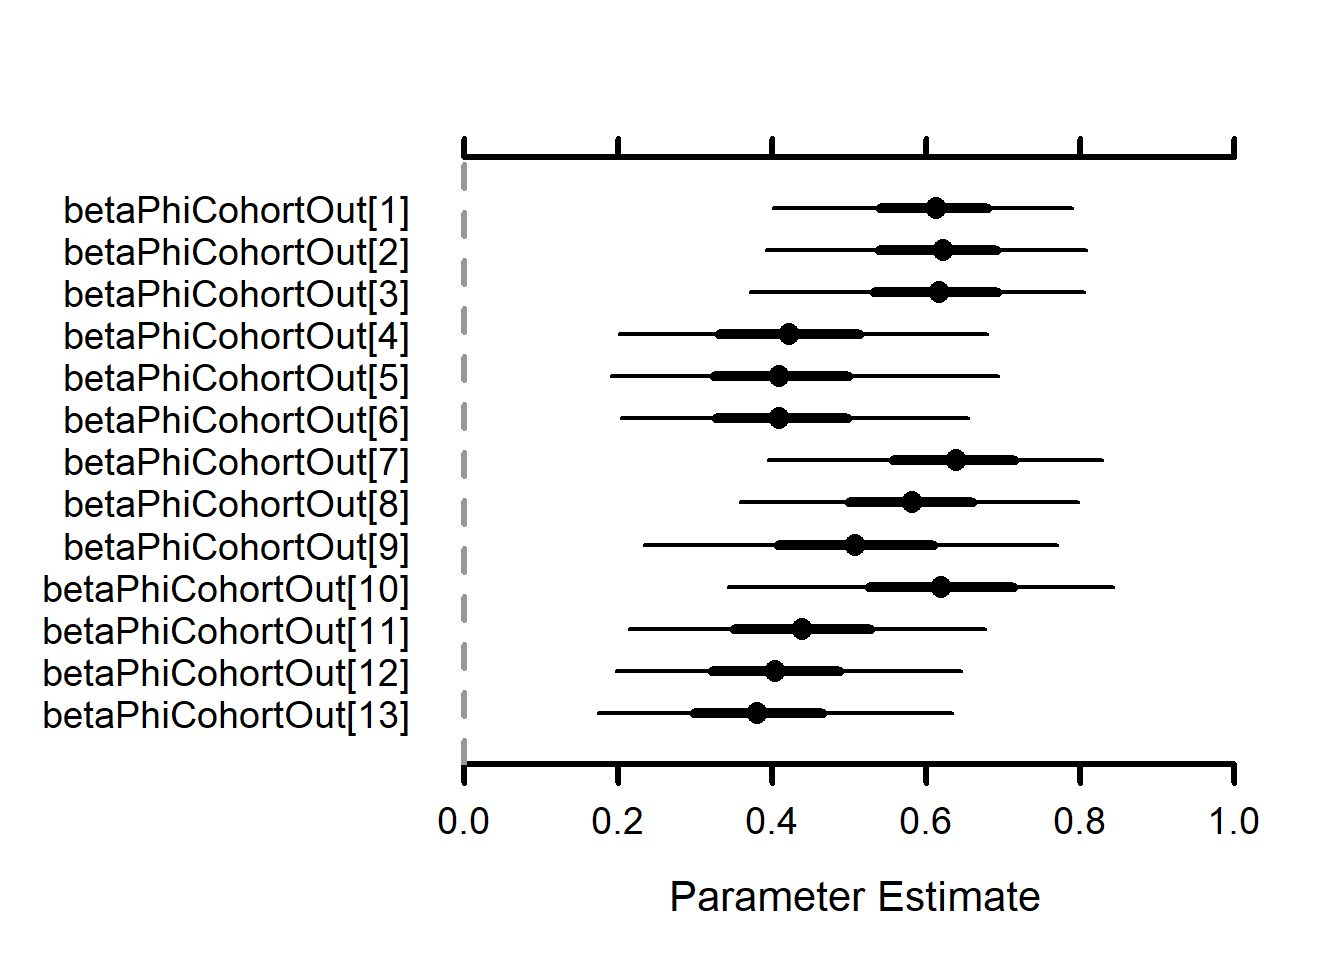 betaPhiCohortOut[1]
betaPhiCohortOut[2]
betaPhiCohortOut[3]
betaPhiCohortOut[4]
betaPhiCohortOut[5]
betaPhiCohortOut[6]
betaPhiCohortOut[7]
betaPhiCohortOut[8]
betaPhiCohortOut[9]
betaPhiCohortOut[10]
betaPhiCohortOut[11]
betaPhiCohortOut[12]
betaPhiCohortOut[13]
0.0 0.2 0.4 0.6 0.8 1.0
Parameter Estimate